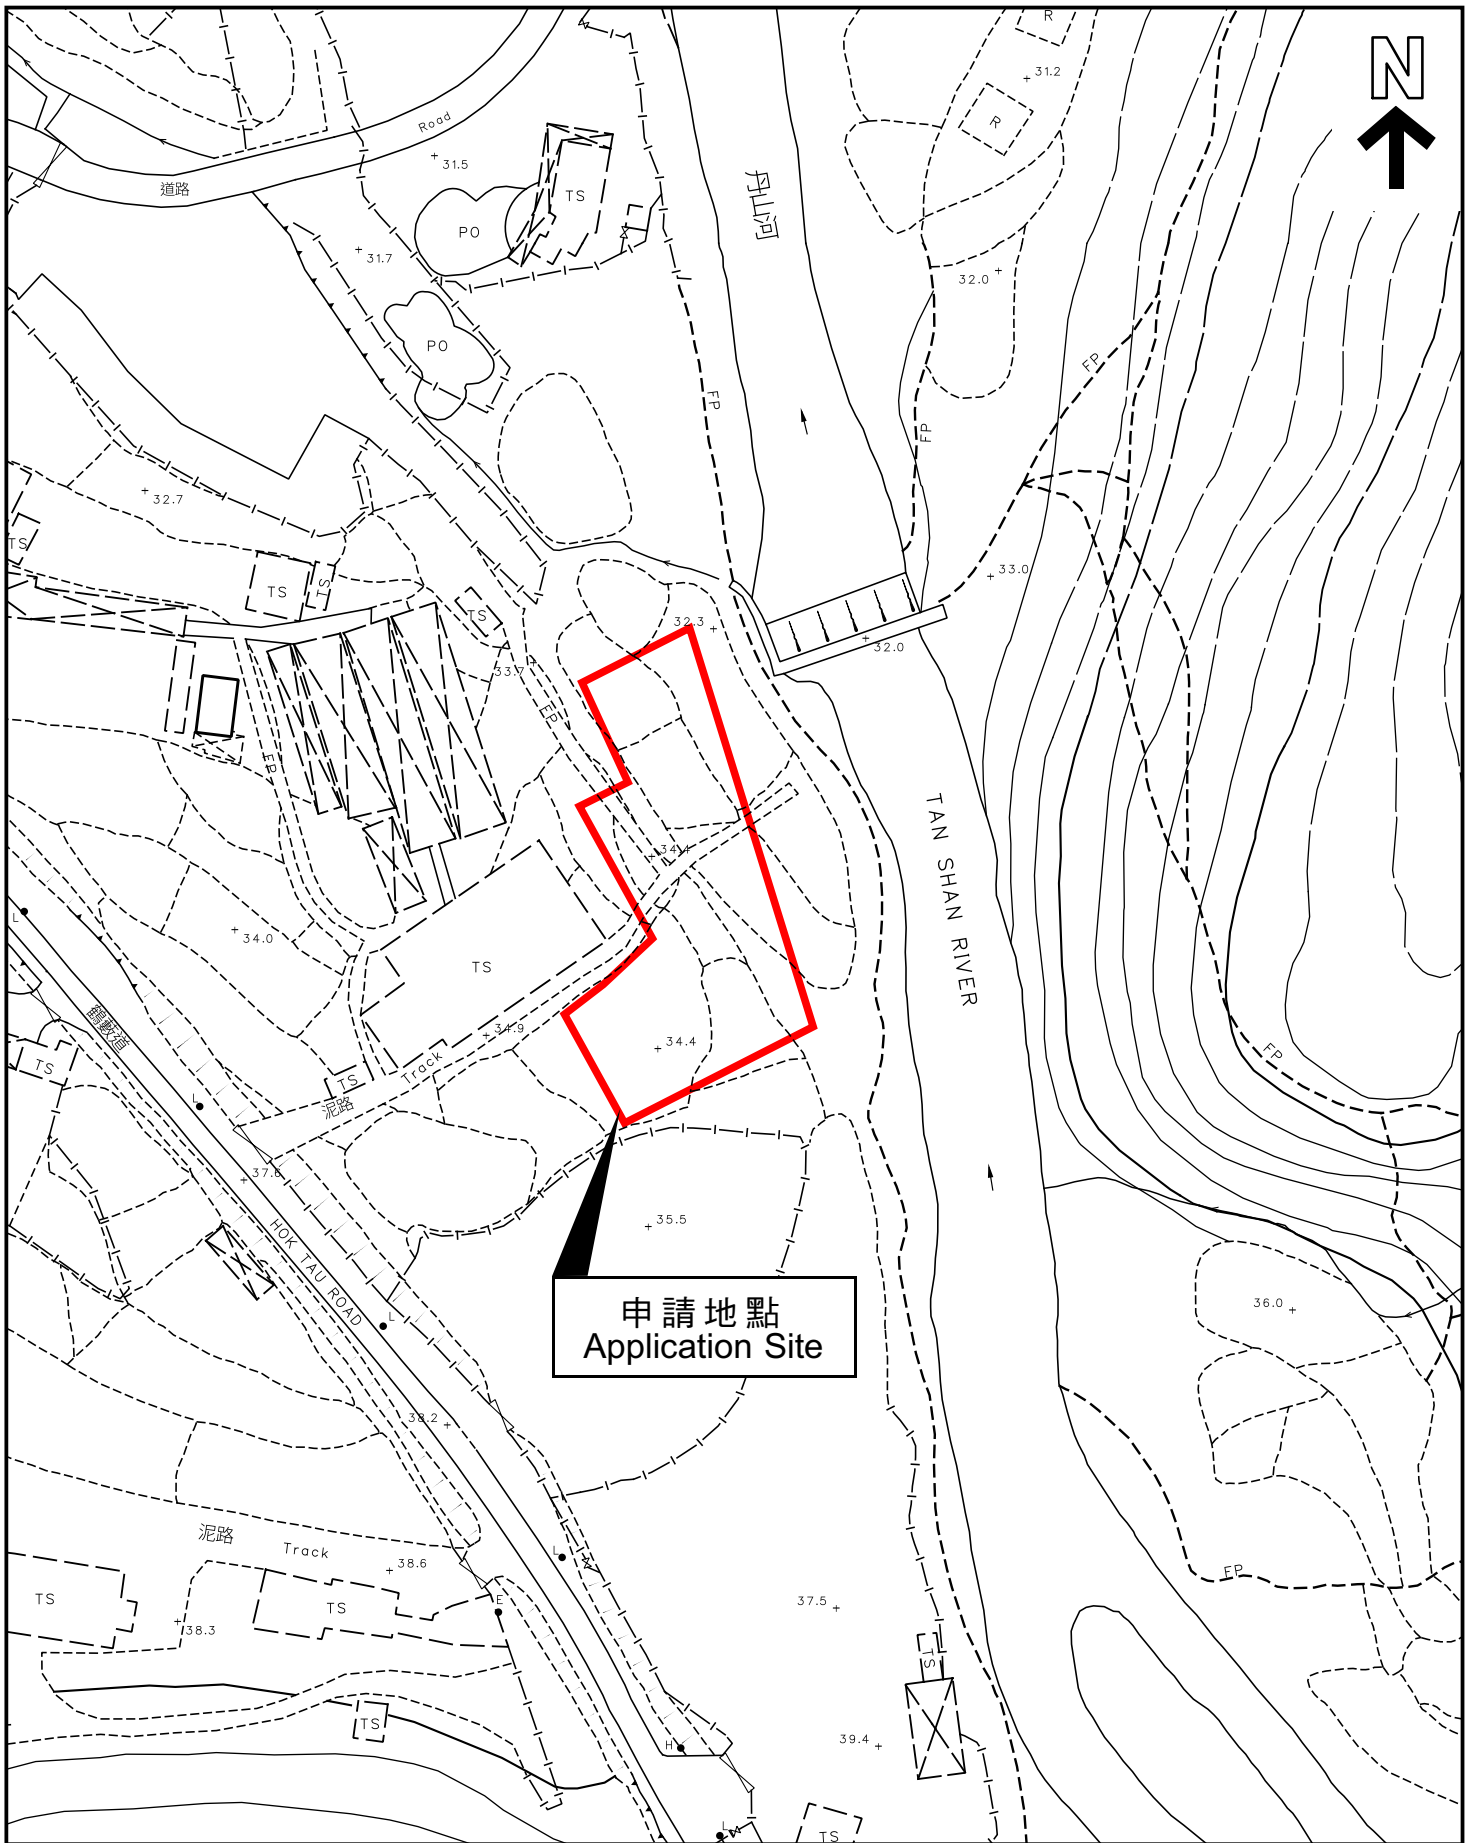 R
31.2
N
Road
R
31.5
道路
TS
丹山河
PO
31.7
32.0
PO
FP
FP
FP
32.7
TS
TS
TS
33.0
TS
32.3
32.0
33.7
FP
FP
TAN SHAN RIVER
34.4
L
34.0
TS
鶴藪道
34.9
34.4
FP
TS
Track
TS
泥路
L
37.6
35.5
HOK TAU ROAD
申請地點
Application Site
36.0
L
38.2
泥路
Track
L
38.6
FP
TS
TS
E
37.5
38.3
TS
TS
H
39.4
L
TS